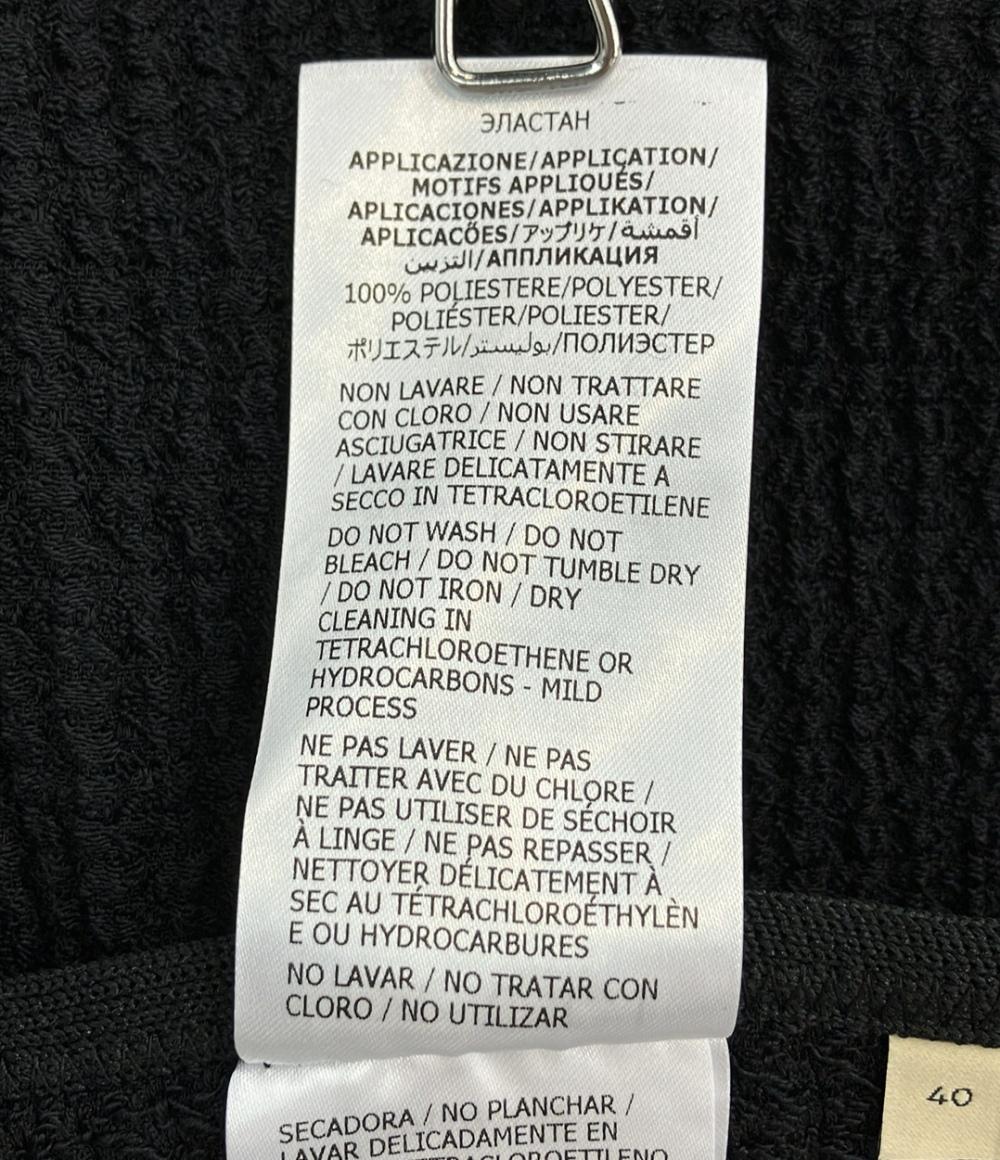 ЭЛАСТАН
APPLICAZIONE/APPLICATION/
MOTIFS APPLIQUÉS/
APLICACIONES/APPLIKATION/
APLICACÕES/アップリケ/أقمشة
التزيين/АППЛИКАЦИЯ
100% POLIESTERE/POLYESTER/
POLIÉSTER/POLIESTER/
ポリエステル/بوليستر/ПОЛИЭСТЕР
NON LAVARE / NON TRATTARE
CON CLORO / NON USARE
ASCIUGATRICE / NON STIRARE
/ LAVARE DELICATAMENTE A
SECCO IN TETRACLOROETILENE
DO NOT WASH / DO NOT
BLEACH / DO NOT TUMBLE DRY
/ DO NOT IRON / DRY
CLEANING IN
TETRACHLOROETHENE OR
HYDROCARBONS - MILD
PROCESS
NE PAS LAVER / NE PAS
TRAITER AVEC DU CHLORE /
NE PAS UTILISER DE SÉCHOIR
À LINGE / NE PAS REPASSER /
NETTOYER DÉLICATEMENT À
SEC AU TÉTRACHLOROÉTHYLÈN
E OU HYDROCARBURES
NO LAVAR / NO TRATAR CON
CLORO / NO UTILIZAR
SECADORA / NO PLANCHAR /
LAVAR DELICADAMENTE EN
40